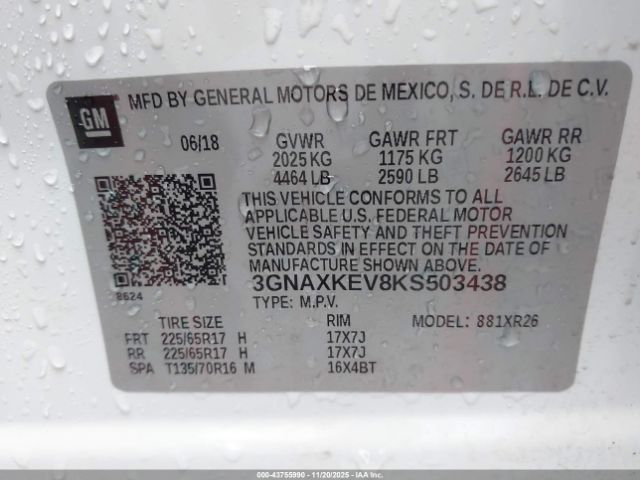 GM
MFD BY GENERAL MOTORS DE MEXICO, S. DE R.L. DE C.V.
06/18 GVWR GAWR FRT GAWR RR
2025 KG 1175 KG 1200 KG
4464 LB 2590 LB 2645 LB
THIS VEHICLE CONFORMS TO ALL
APPLICABLE U.S. FEDERAL MOTOR
VEHICLE SAFETY AND THEFT PREVENTION
STANDARDS IN EFFECT ON THE DATE OF
MANUFACTURE SHOWN ABOVE.
8624
3GNAXKEV8KS503438
TYPE: M.P.V.
TIRE SIZE RIM MODEL: 881XR26
FRT 225/65R17 H 17X7J
RR 225/65R17 H 17X7J
SPA T135/70R16 M 16X4BT
000-43755990 - 11/20/2025 - IAAI.COM